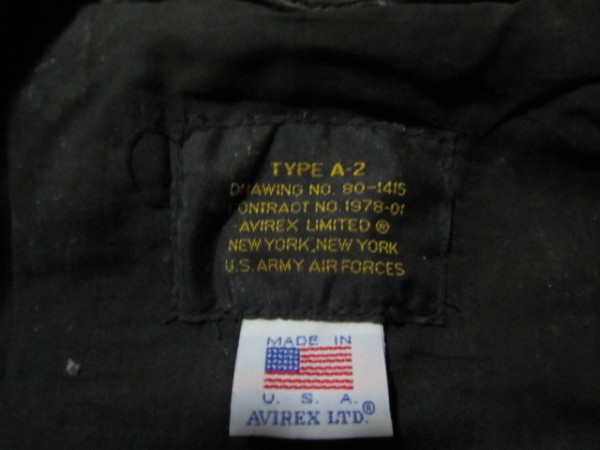 TYPE A-2
DRAWING NO. 80-1415
CONTRACT NO. 1978-01
AVIREX LIMITED ®
NEW YORK, NEW YORK
U.S. ARMY AIR FORCES
MADE IN
U. S. A.
AVIREX LTD.®